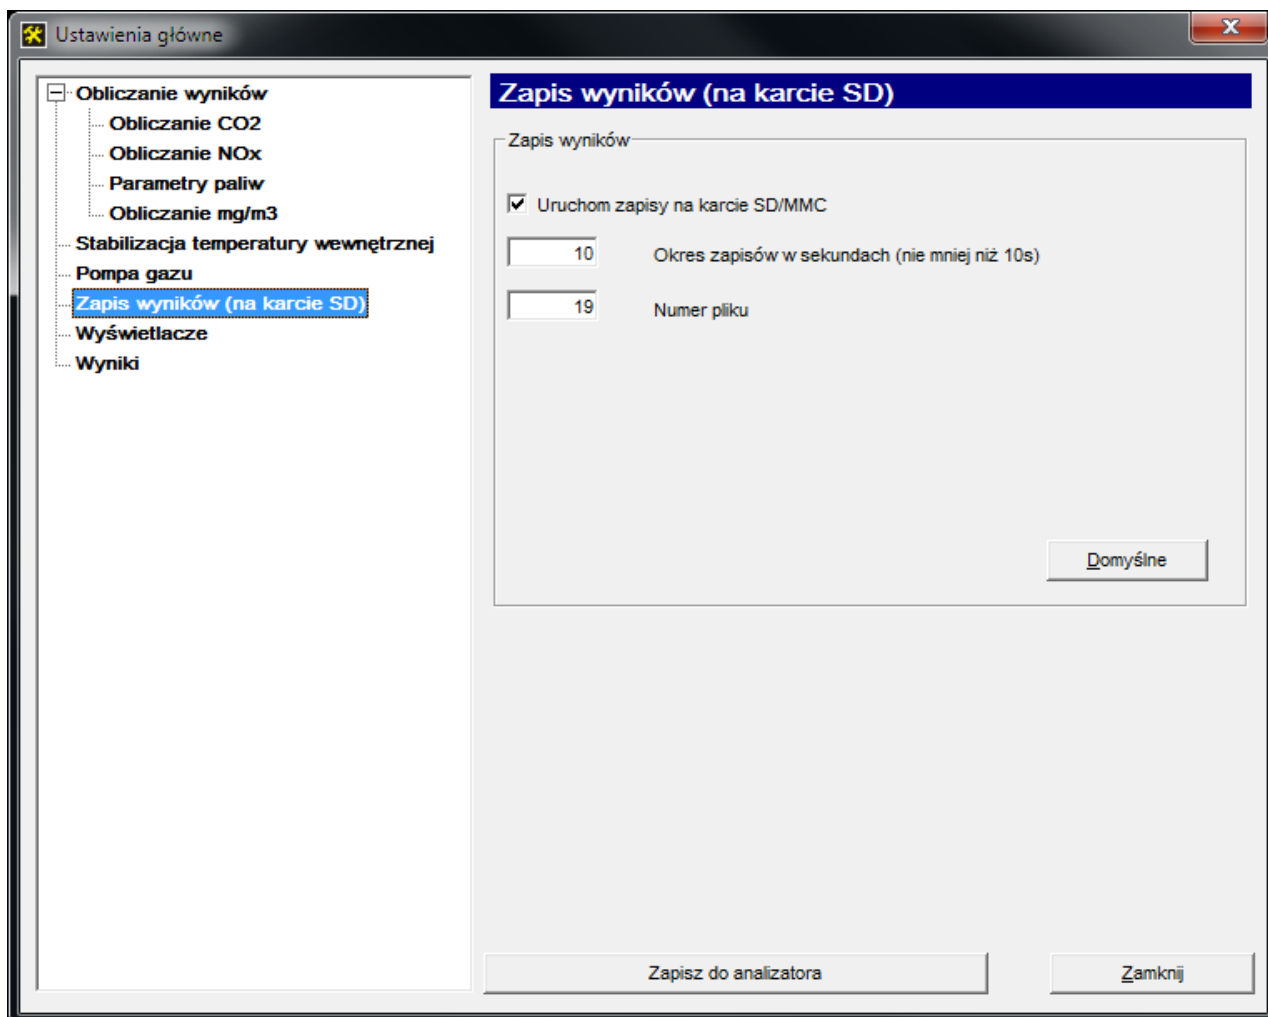 Ustawienia główne
x
Obliczanie wyników
Obliczanie CO2
Obliczanie NOx
Parametry paliw
Obliczanie mg/m3
Stabilizacja temperatury wewnętrznej
Pompa gazu
Zapis wyników (na karcie SD)
Wyświetlacze
Wyniki
Zapis wyników (na karcie SD)
Zapis wyników
Uruchom zapisy na karcie SD/MMC
10 Okres zapisów w sekundach (nie mniej niż 10s)
19 Numer pliku
Domyślne
Zapisz do analizatora
Zamknij